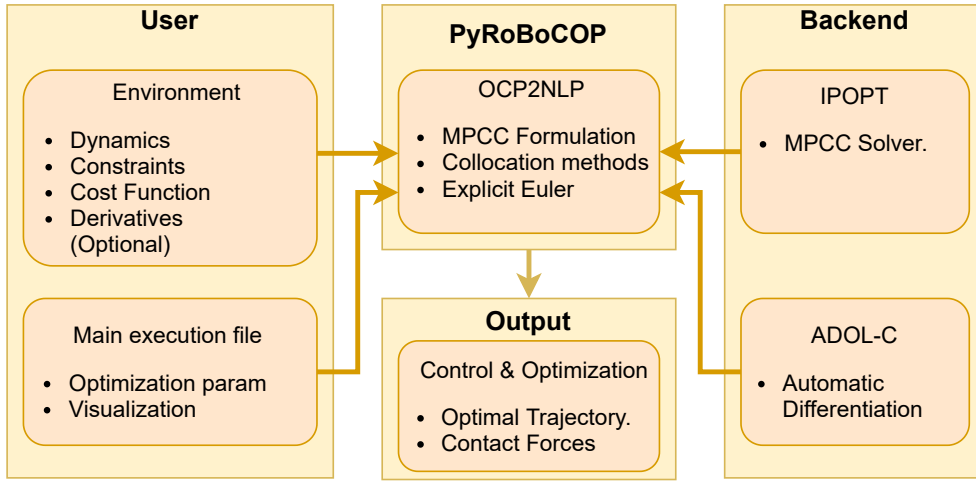 User
Environment
• Dynamics
• Constraints
• Cost Function
• Derivatives
(Optional)
Main execution file
• Optimization param
• Visualization
PyRoBoCOP
OCP2NLP
• MPCC Formulation
• Collocation methods
• Explicit Euler
Output
Control & Optimization
• Optimal Trajectory.
• Contact Forces
Backend
IPOPT
• MPCC Solver.
ADOL-C
• Automatic
Differentiation